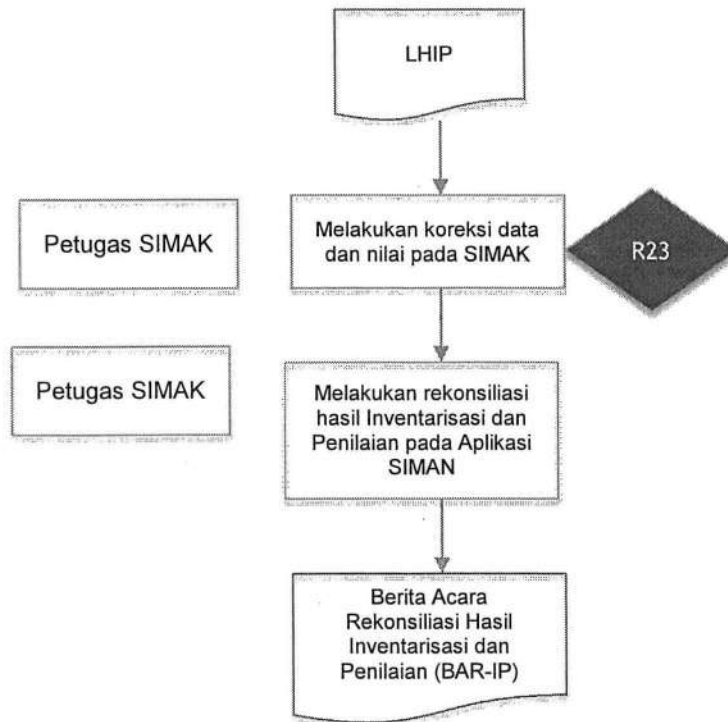 LHIP
Petugas SIMAK
Melakukan koreksi data
dan nilai pada SIMAK
R23
Petugas SIMAK
Melakukan rekonsiliasi
hasil Inventarisasi dan
Penilaian pada Aplikasi
SIMAN
Berita Acara
Rekonsiliasi Hasil
Inventarisasi dan
Penilaian (BAR-IP)